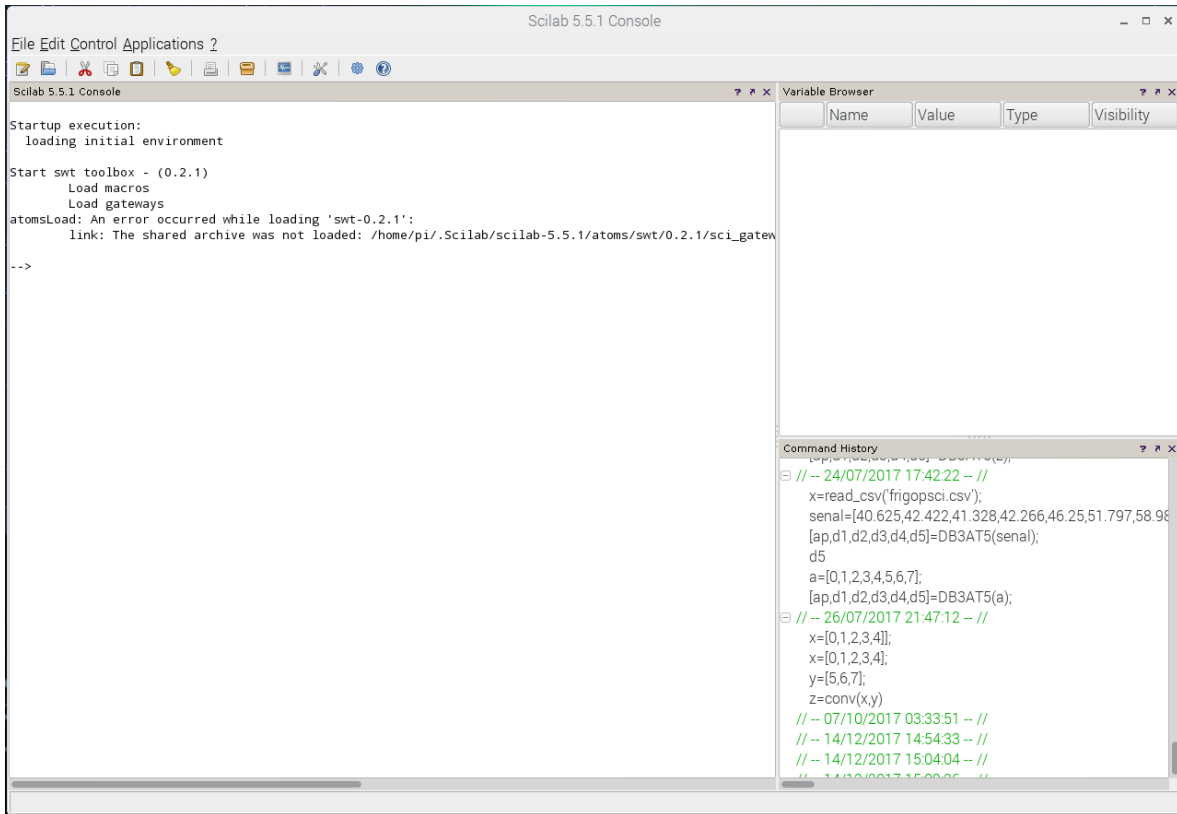 Scilab 5.5.1 Console
File Edit Control Applications ?
Scilab 5.5.1 Console
Startup execution:
loading initial environment
Start swt toolbox - (0.2.1)
Load macros
Load gateways
atomsLoad: An error occurred while loading 'swt-0.2.1':
link: The shared archive was not loaded: /home/pi/.Scilab/scilab-5.5.1/atoms/swt/0.2.1/sci_gatew
-->
Variable Browser
Name Value Type Visibility
Command History
// -- 24/07/2017 17:42:22 -- //
x=read_csv('frigopsci.csv');
senal=[40.625,42.422,41.328,42.266,46.25,51.797,58.98
[ap,d1,d2,d3,d4,d5]=DB3AT5(senal);
d5
a=[0,1,2,3,4,5,6,7];
[ap,d1,d2,d3,d4,d5]=DB3AT5(a);
// -- 26/07/2017 21:47:12 -- //
x=[0,1,2,3,4]];
x=[0,1,2,3,4];
y=[5,6,7];
z=conv(x,y)
// -- 07/10/2017 03:33:51 -- //
// -- 14/12/2017 14:54:33 -- //
// -- 14/12/2017 15:04:04 -- //